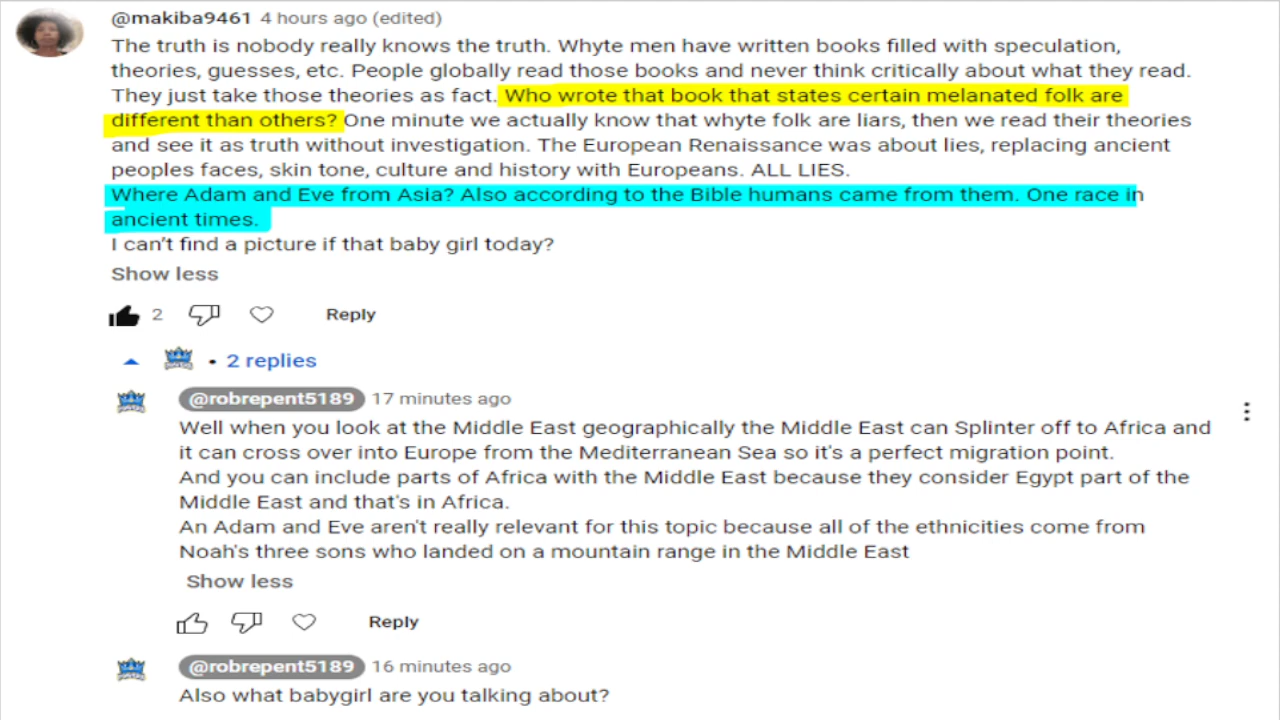 @makiba9461 4 hours ago (edited)
The truth is nobody really knows the truth. Whyte men have written books filled with speculation,
theories, guesses, etc. People globally read those books and never think critically about what they read.
They just take those theories as fact. Who wrote that book that states certain melanated folk are
different than others? One minute we actually know that whyte folk are liars, then we read their theories
and see it as truth without investigation. The European Renaissance was about lies, replacing ancient
peoples faces, skin tone, culture and history with Europeans. ALL LIES.
Where Adam and Eve from Asia? Also according to the Bible humans came from them. One race in
ancient times.
I can't find a picture if that baby girl today?
Show less
2 Reply
• 2 replies
@robrepent5189 17 minutes ago
Well when you look at the Middle East geographically the Middle East can Splinter off to Africa and
it can cross over into Europe from the Mediterranean Sea so it's a perfect migration point.
And you can include parts of Africa with the Middle East because they consider Egypt part of the
Middle East and that's in Africa.
An Adam and Eve aren't really relevant for this topic because all of the ethnicities come from
Noah's three sons who landed on a mountain range in the Middle East
Show less
Reply
@robrepent5189 16 minutes ago
Also what babygirl are you talking about?